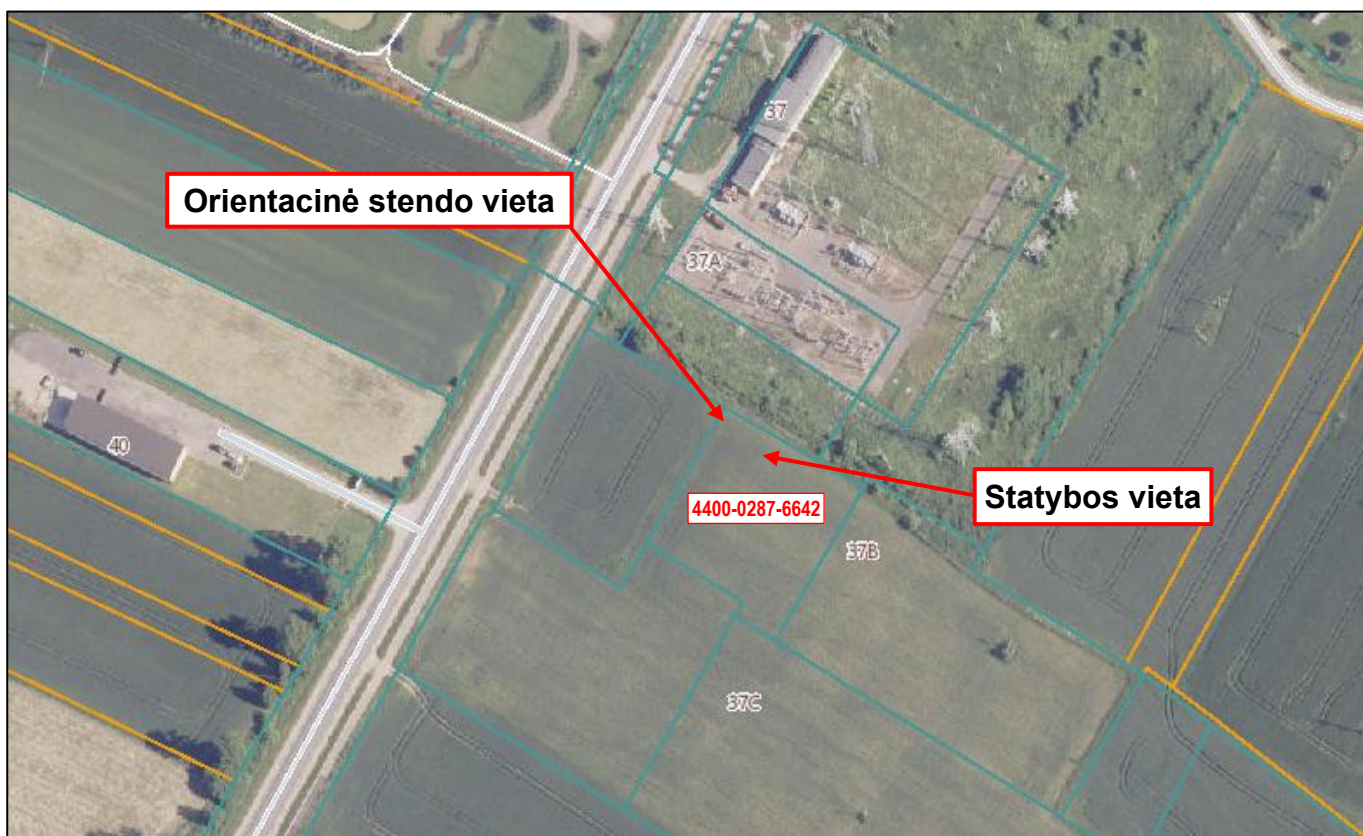 37
Orientacinė stendo vieta
37A
40
Statybos vieta
4400-0287-6642
37B
37C